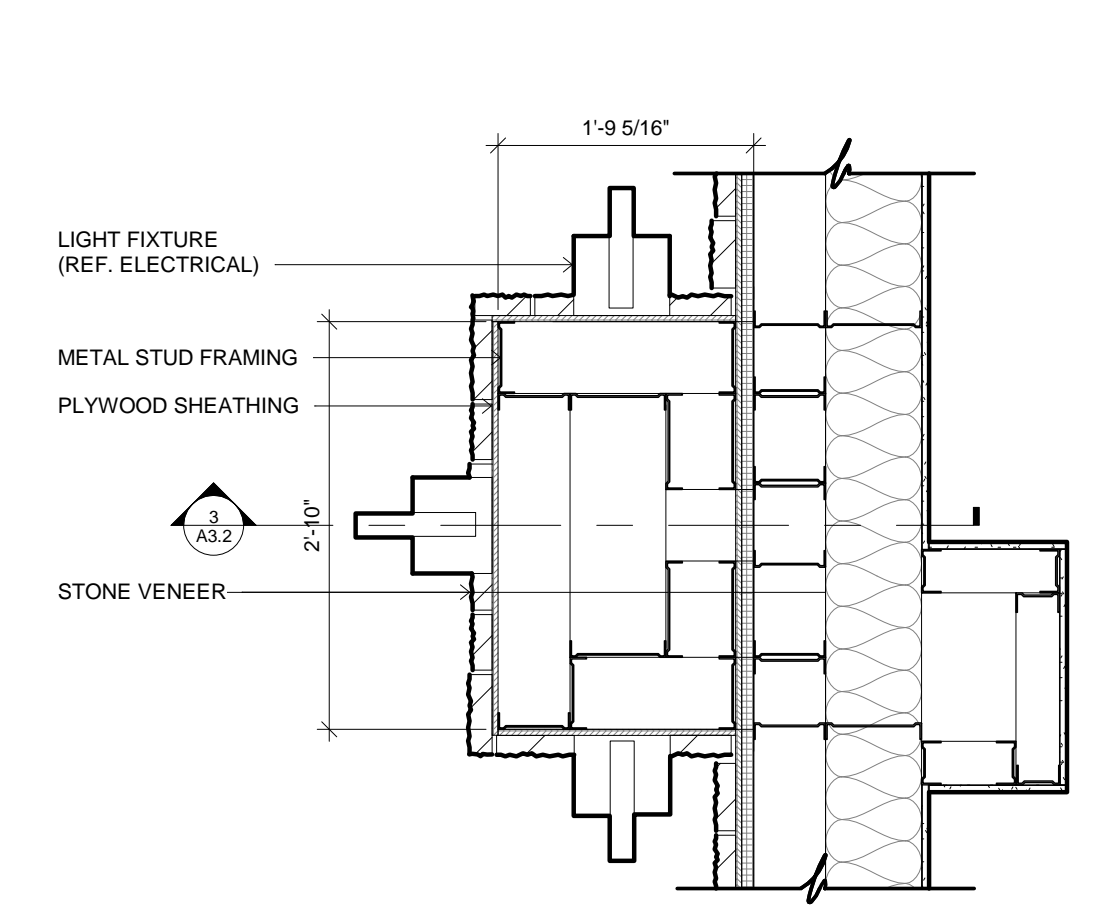 1'-9 5/16"
LIGHT FIXTURE
(REF. ELECTRICAL)
METAL STUD FRAMING
PLYWOOD SHEATHING
3
A3.2
2'-10"
STONE VENEER